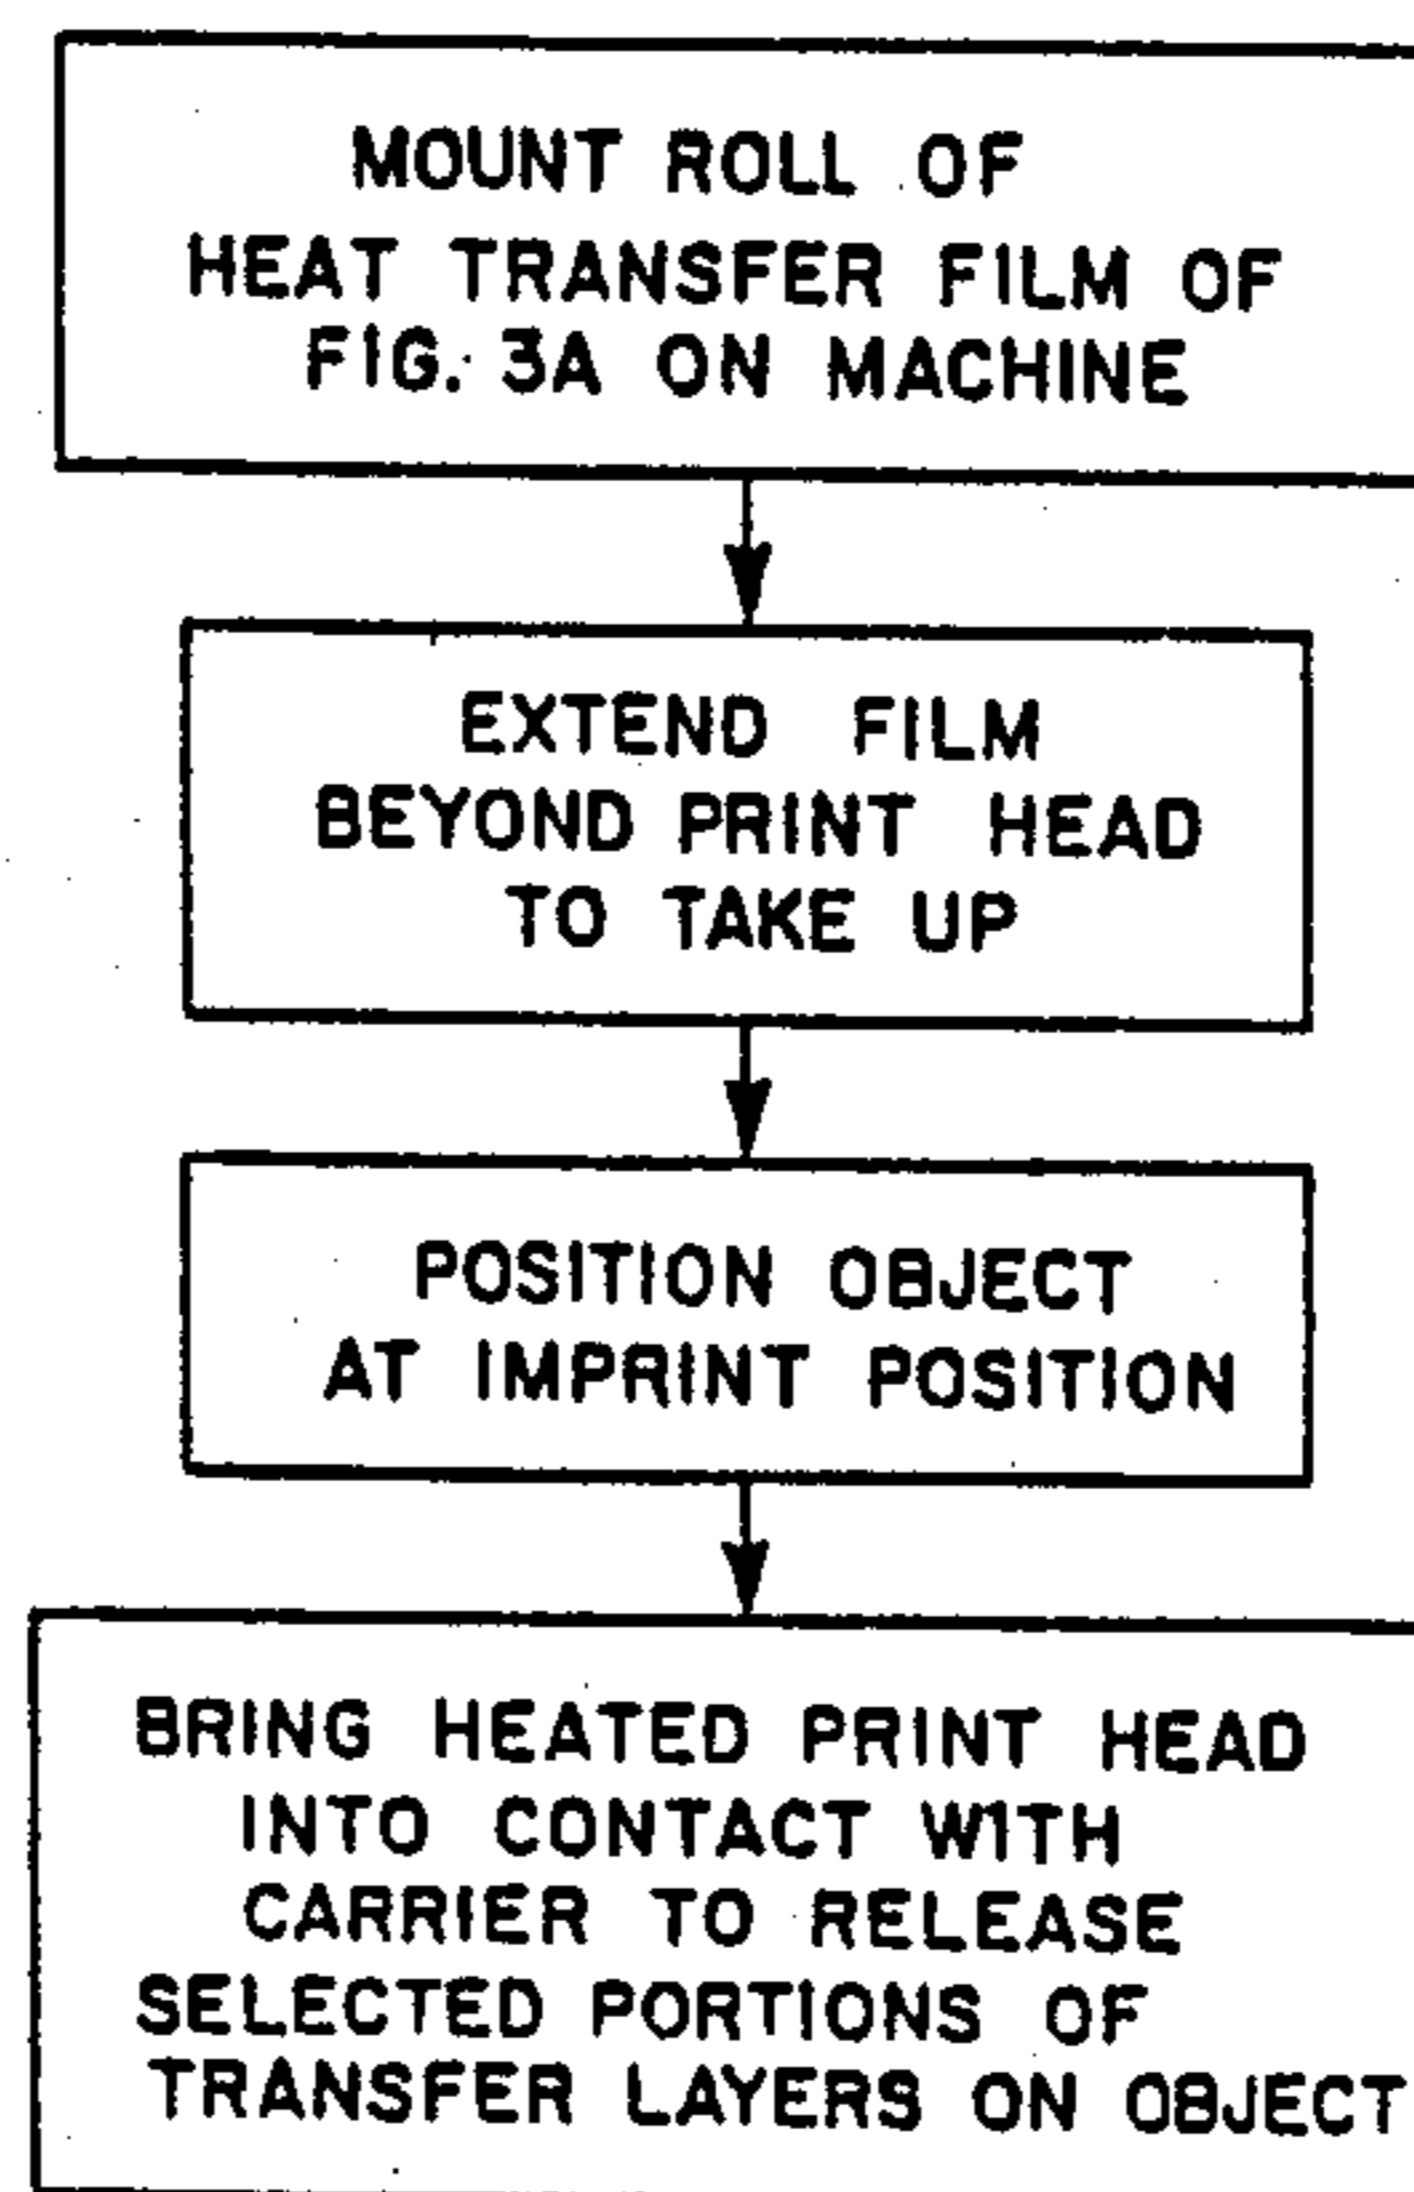 MOUNT ROLL OF
HEAT TRANSFER FILM OF
FIG. 3A ON MACHINE
EXTEND FILM
BEYOND PRINT HEAD
TO TAKE UP
POSITION OBJECT
AT IMPRINT POSITION
BRING HEATED PRINT HEAD
INTO CONTACT WITH
CARRIER TO RELEASE
SELECTED PORTIONS OF
TRANSFER LAYERS ON OBJECT